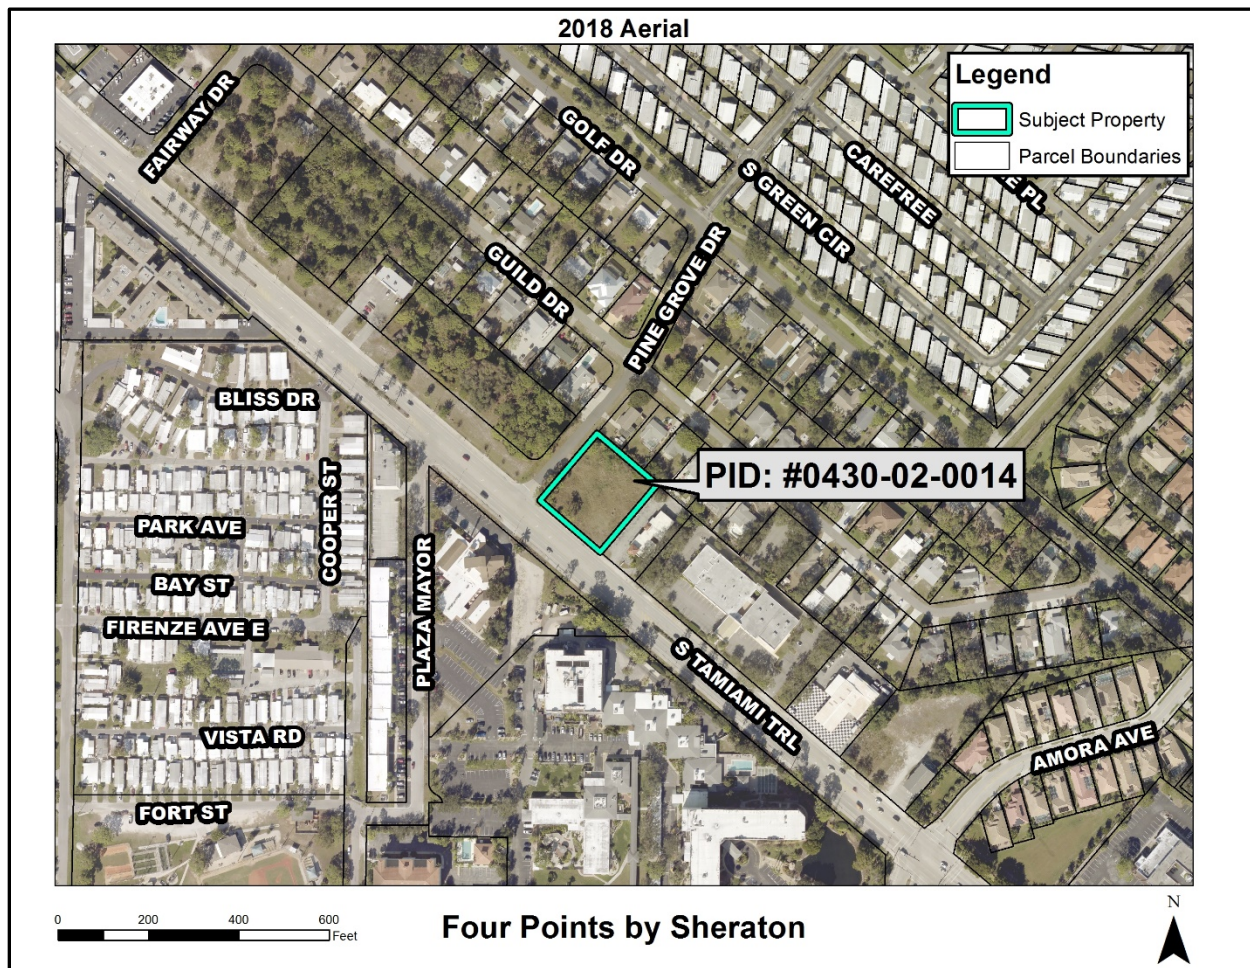 2018 Aerial
Legend
Subject Property
Parcel Boundaries
FAIRWAY DR
GOLF DR
CAREFREE
PL
S GREEN CIR
GUILD DR
PINE GROVE DR
BLISS DR
PID: #0430-02-0014
COOPER ST
PARK AVE
BAY ST
PLAZA MAYOR
FIRENZE AVE E
S TAMIAMI TRL
VISTA RD
AMORA AVE
FORT ST
0 200 400 600
Feet
Four Points by Sheraton
N